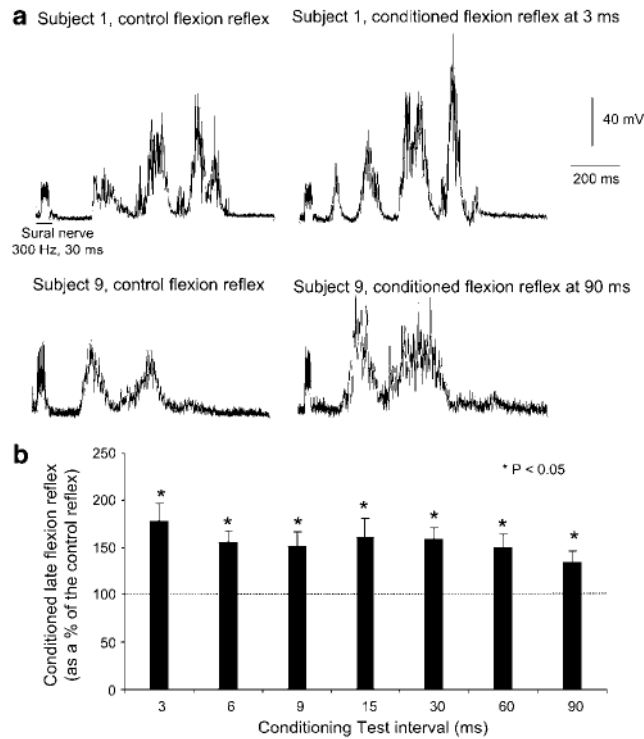 a
Subject 1, control flexion reflex
Subject 1, conditioned flexion reflex at 3 ms
40 mV
200 ms
Sural nerve
300 Hz, 30 ms
Subject 9, control flexion reflex
Subject 9, conditioned flexion reflex at 90 ms
b
Conditioned late flexion reflex
(as a % of the control reflex)
250
200
150
100
50
0
* P < 0.05
* * * * * * *
3 6 9 15 30 60 90
Conditioning Test interval (ms)